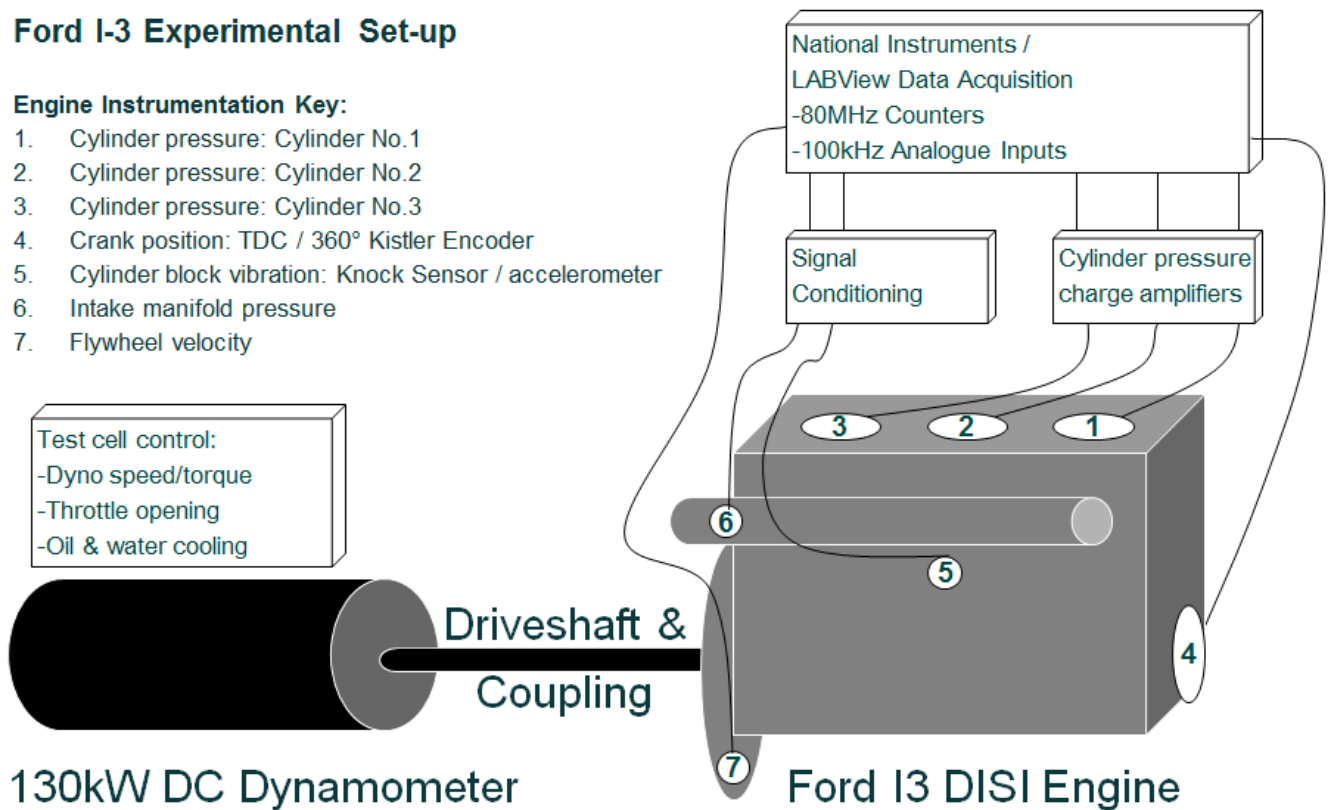 Ford I-3 Experimental Set-up
Engine Instrumentation Key:
1. Cylinder pressure: Cylinder No.1
2. Cylinder pressure: Cylinder No.2
3. Cylinder pressure: Cylinder No.3
4. Crank position: TDC / 360° Kistler Encoder
5. Cylinder block vibration: Knock Sensor / accelerometer
6. Intake manifold pressure
7. Flywheel velocity
National Instruments /
LABView Data Acquisition
-80MHz Counters
-100kHz Analogue Inputs
Signal
Conditioning
Cylinder pressure
charge amplifiers
Test cell control:
-Dyno speed/torque
-Throttle opening
-Oil & water cooling
3
2
1
6
5
4
7
Driveshaft &
Coupling
130kW DC Dynamometer
Ford I3 DISI Engine